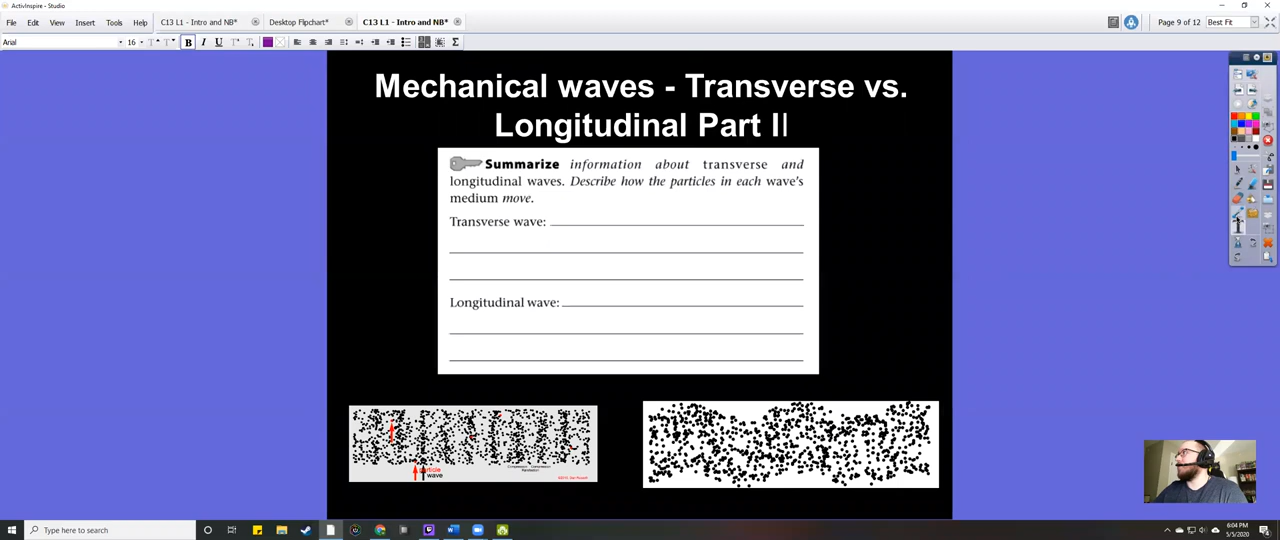 ActivInspire - Studio
File Edit View Insert Tools Help C13 L1 - Intro and NB* Desktop Flipchart* C13 L1 - Intro and NB* Page 9 of 12 Best Fit
Arial 16 B I U
Mechanical waves - Transverse vs.
Longitudinal Part II
Summarize information about transverse and
longitudinal waves. Describe how the particles in each wave's
medium move.
Transverse wave:
Longitudinal wave:
particle
wave
Type here to search
6:04 PM
5/5/2020